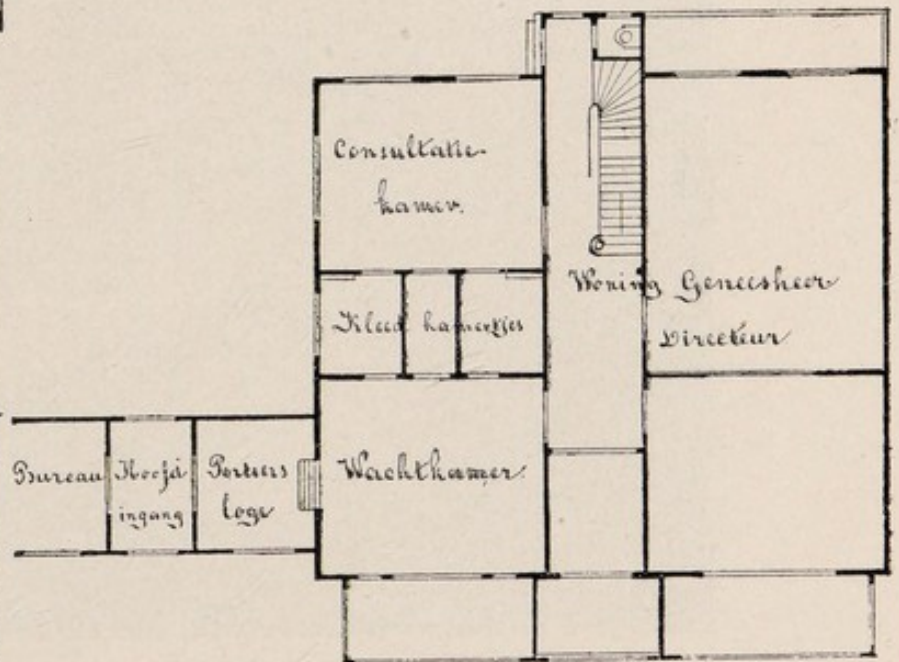 Consultatie
kamer.
Woning Geneesheer
Directeur
Kleed kamertjes
Bureau
Hoofd
ingang
Portiers
loge
Wachtkamer